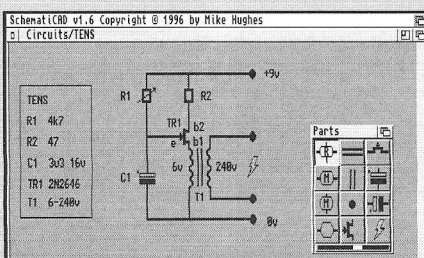 SchematiCAD v1.6 Copyright © 1996 by Mike Hughes
Circuits/TENS
TENS
R1 4k7
R2 47
C1 3u3 16v
TR1 2N2646
T1 6-240v
+9v
R1
R2
TR1
b2
b1
e
6v
240v
C1
T1
0v
Parts
R
M
M